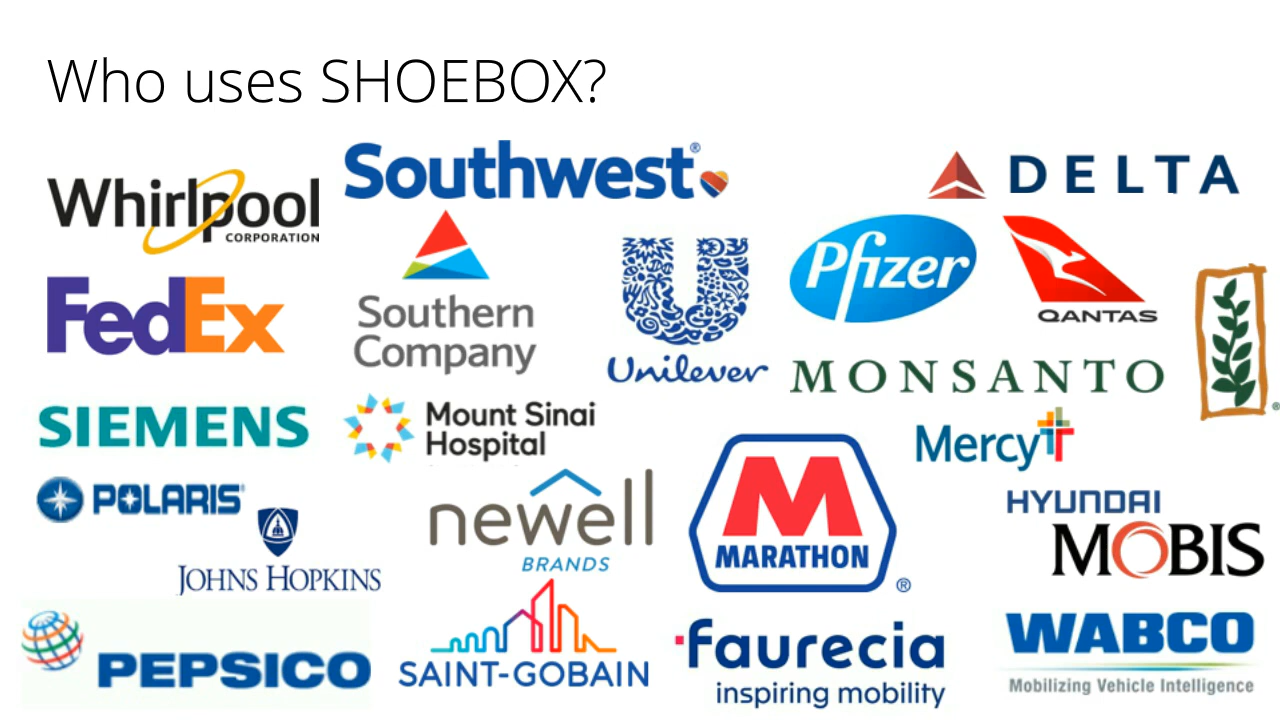 Who uses SHOEBOX?
Southwest®
DELTA
Whirlpool
CORPORATION
Pfizer
QANTAS
FedEx
Southern
Company
Unilever
MONSANTO
®
SIEMENS
Mount Sinai
Hospital
Mercy
POLARIS
newell
BRANDS
M
MARATHON
®
HYUNDAI
MOBIS
JOHNS HOPKINS
PEPSICO
SAINT-GOBAIN
faurecia
inspiring mobility
WABCO
Mobilizing Vehicle Intelligence